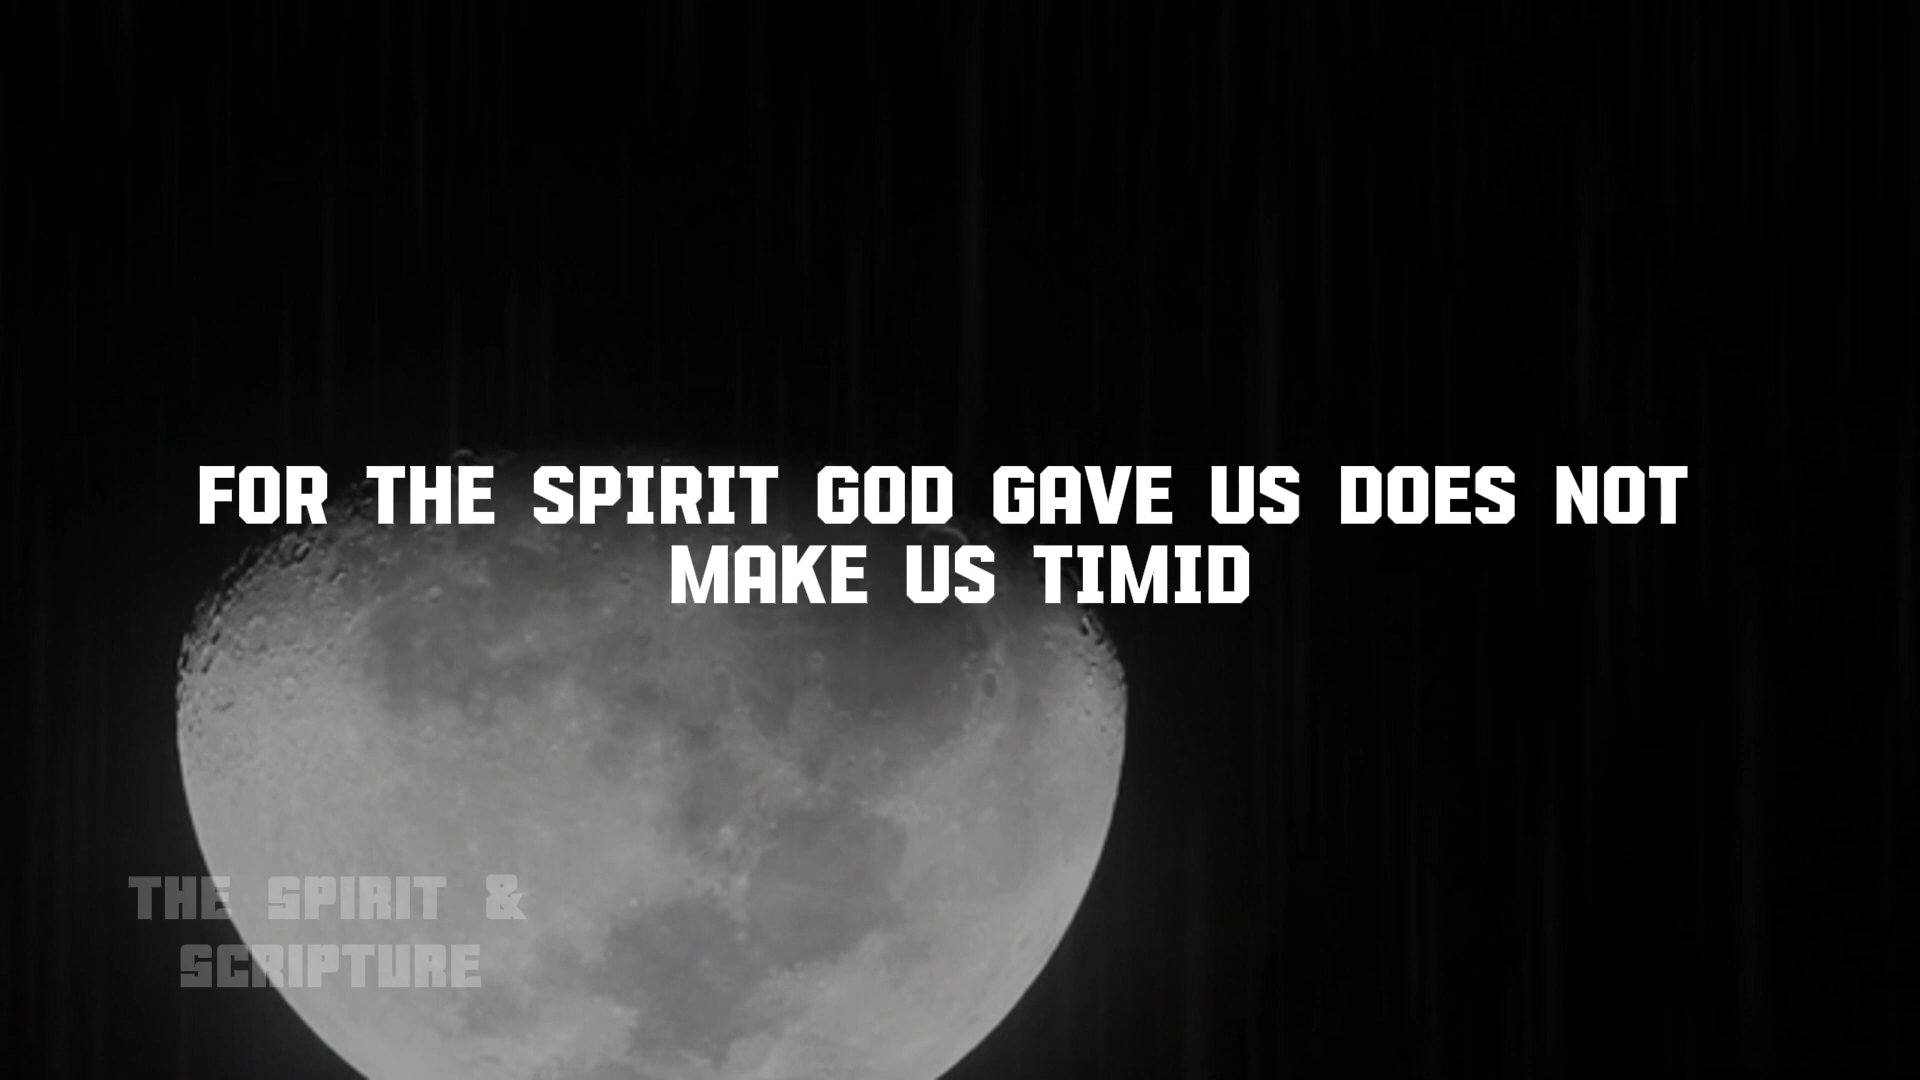 FOR THE SPIRIT GOD GAVE US DOES NOT
MAKE US TIMID
THE SPIRIT &
SCRIPTURE